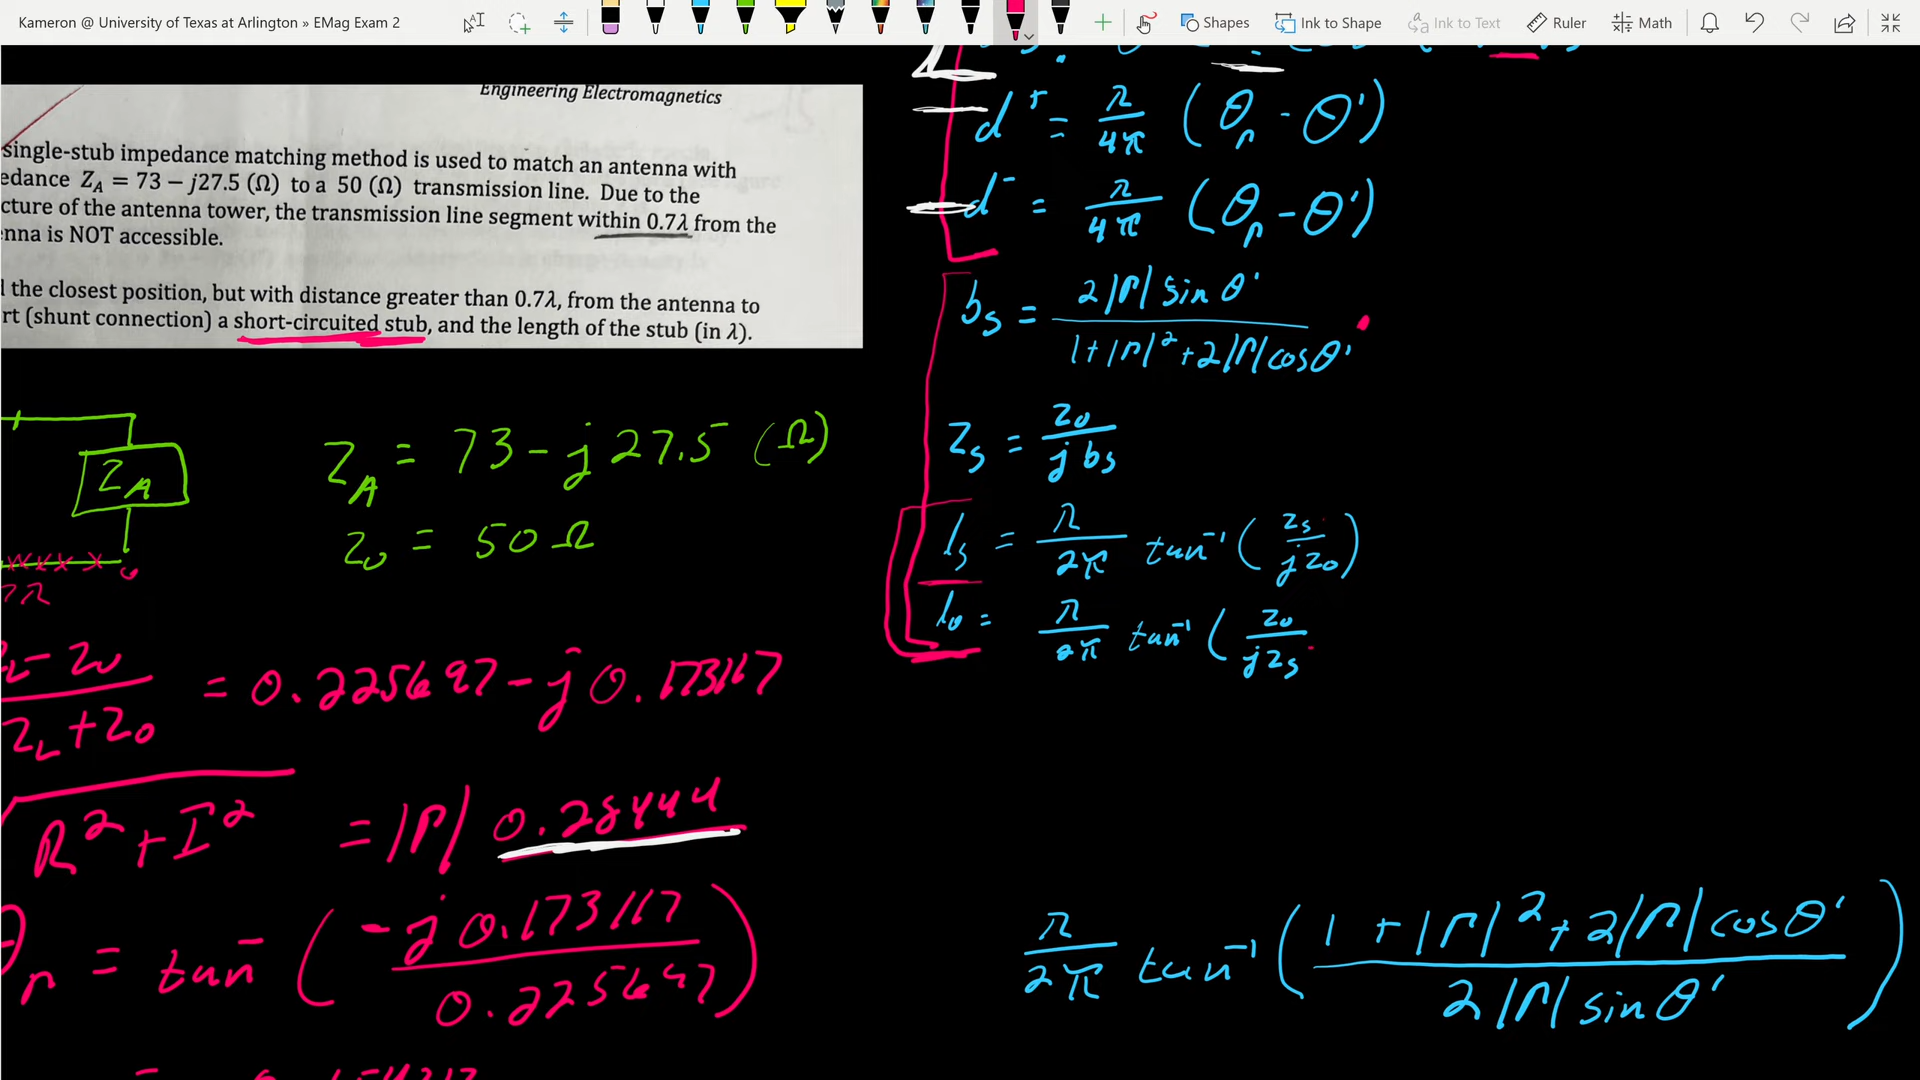 Kameron @ University of Texas at Arlington » EMag Exam 2
Shapes
Ink to Shape
Ink to Text
Ruler
Math
Engineering Electromagnetics
single-stub impedance matching method is used to match an antenna with
edance Z_A = 73 − j27.5 (Ω) to a 50 (Ω) transmission line. Due to the
cture of the antenna tower, the transmission line segment within 0.7λ from the
nna is NOT accessible.
the closest position, but with distance greater than 0.7λ, from the antenna to
rt (shunt connection) a short-circuited stub, and the length of the stub (in λ).
Z_A
Z_A = 73 - j 27.5 (Ω)
Z_0 = 50 Ω
Z_L - Z_0 / Z_L + Z_0 = 0.225697 - j 0.173167
R² + I² = |Γ| 0.28444
θ_r = tan⁻ ( -j 0.173167 / 0.225697 )
d⁺ = λ/4π ( θ_r - θ' )
d⁻ = λ/4π ( θ_r - θ' )
b_s = 2|Γ| sin θ' / 1 + |Γ|² + 2|Γ| cos θ'
Z_s = Z_0 / j b_s
l_s = λ/2π tan⁻¹ ( Z_s / j Z_0 )
l_0 = λ/2π tan⁻¹ ( Z_0 / j Z_s
λ/2π tan⁻¹ ( 1 + |Γ|² + 2|Γ| cos θ' / 2|Γ| sin θ' )